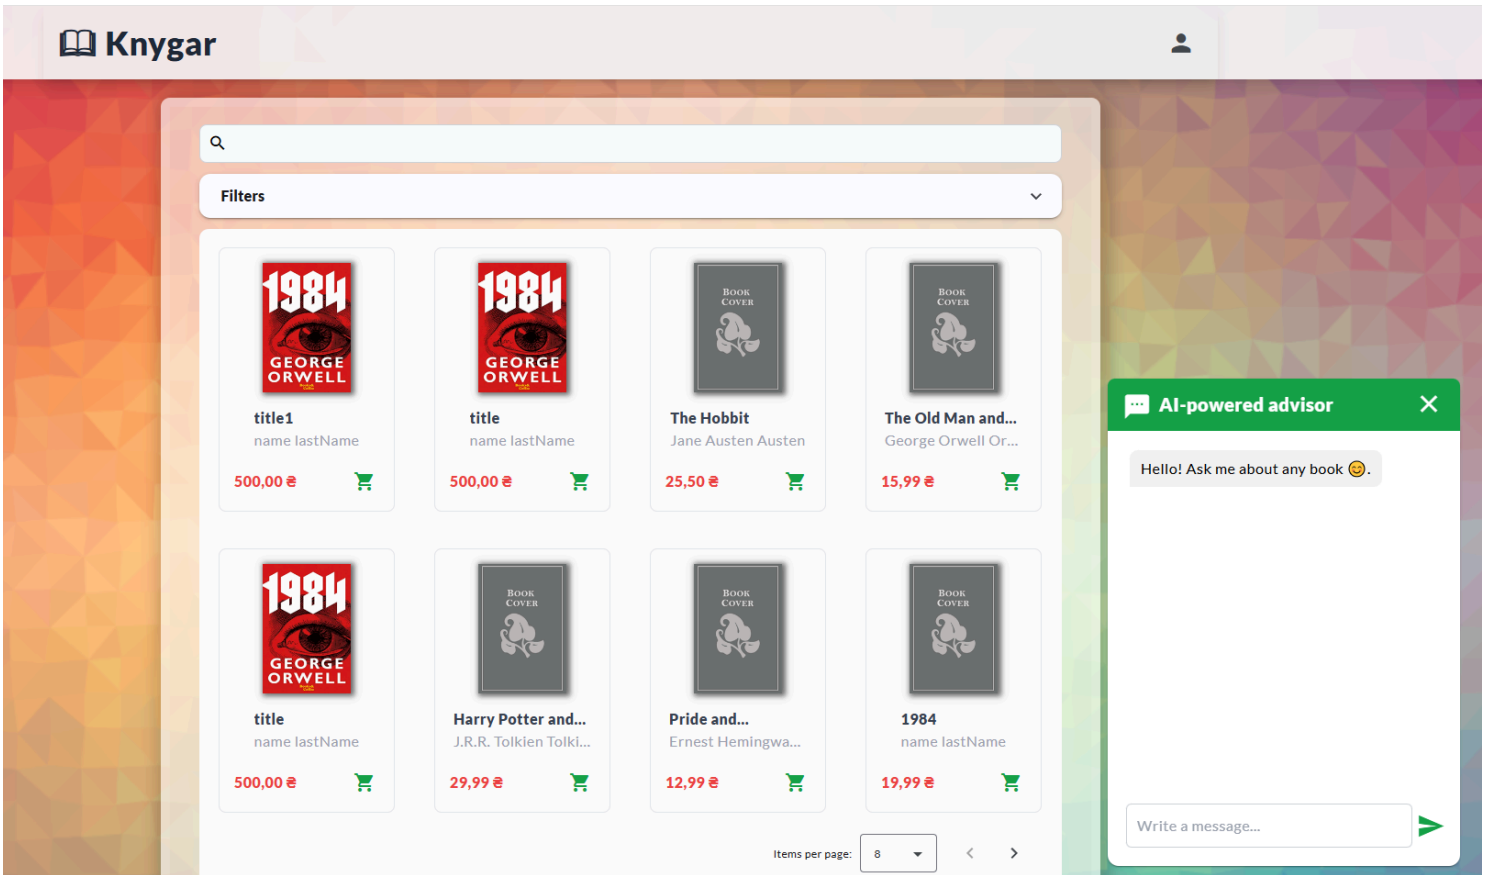 Knygar
Filters
1984
GEORGE
ORWELL
title1
name lastName
500,00 ₴
1984
GEORGE
ORWELL
title
name lastName
500,00 ₴
BOOK
COVER
The Hobbit
Jane Austen Austen
25,50 ₴
BOOK
COVER
The Old Man and...
George Orwell Or...
15,99 ₴
1984
GEORGE
ORWELL
title
name lastName
500,00 ₴
BOOK
COVER
Harry Potter and...
J.R.R. Tolkien Tolki...
29,99 ₴
BOOK
COVER
Pride and...
Ernest Hemingwa...
12,99 ₴
BOOK
COVER
1984
name lastName
19,99 ₴
Items per page: 8
AI-powered advisor
Hello! Ask me about any book 😊.
Write a message...